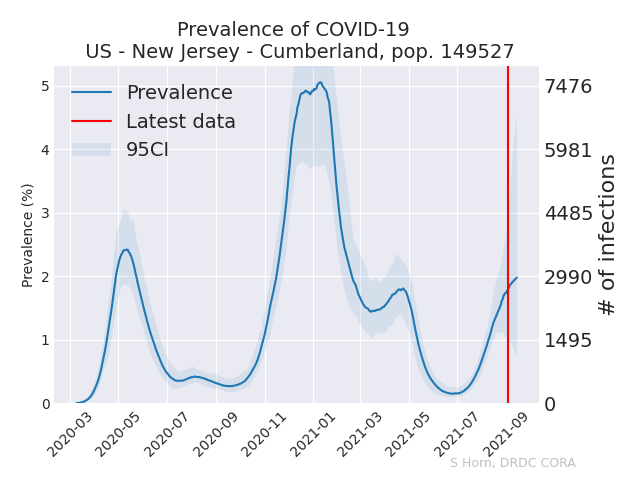 Prevalence of COVID-19
US - New Jersey - Cumberland, pop. 149527
Prevalence
Latest data
95CI
Prevalence (%)
5
4
3
2
1
0
7476
5981
4485
2990
1495
0
# of infections
2020-03
2020-05
2020-07
2020-09
2020-11
2021-01
2021-03
2021-05
2021-07
2021-09
S Horn, DRDC CORA